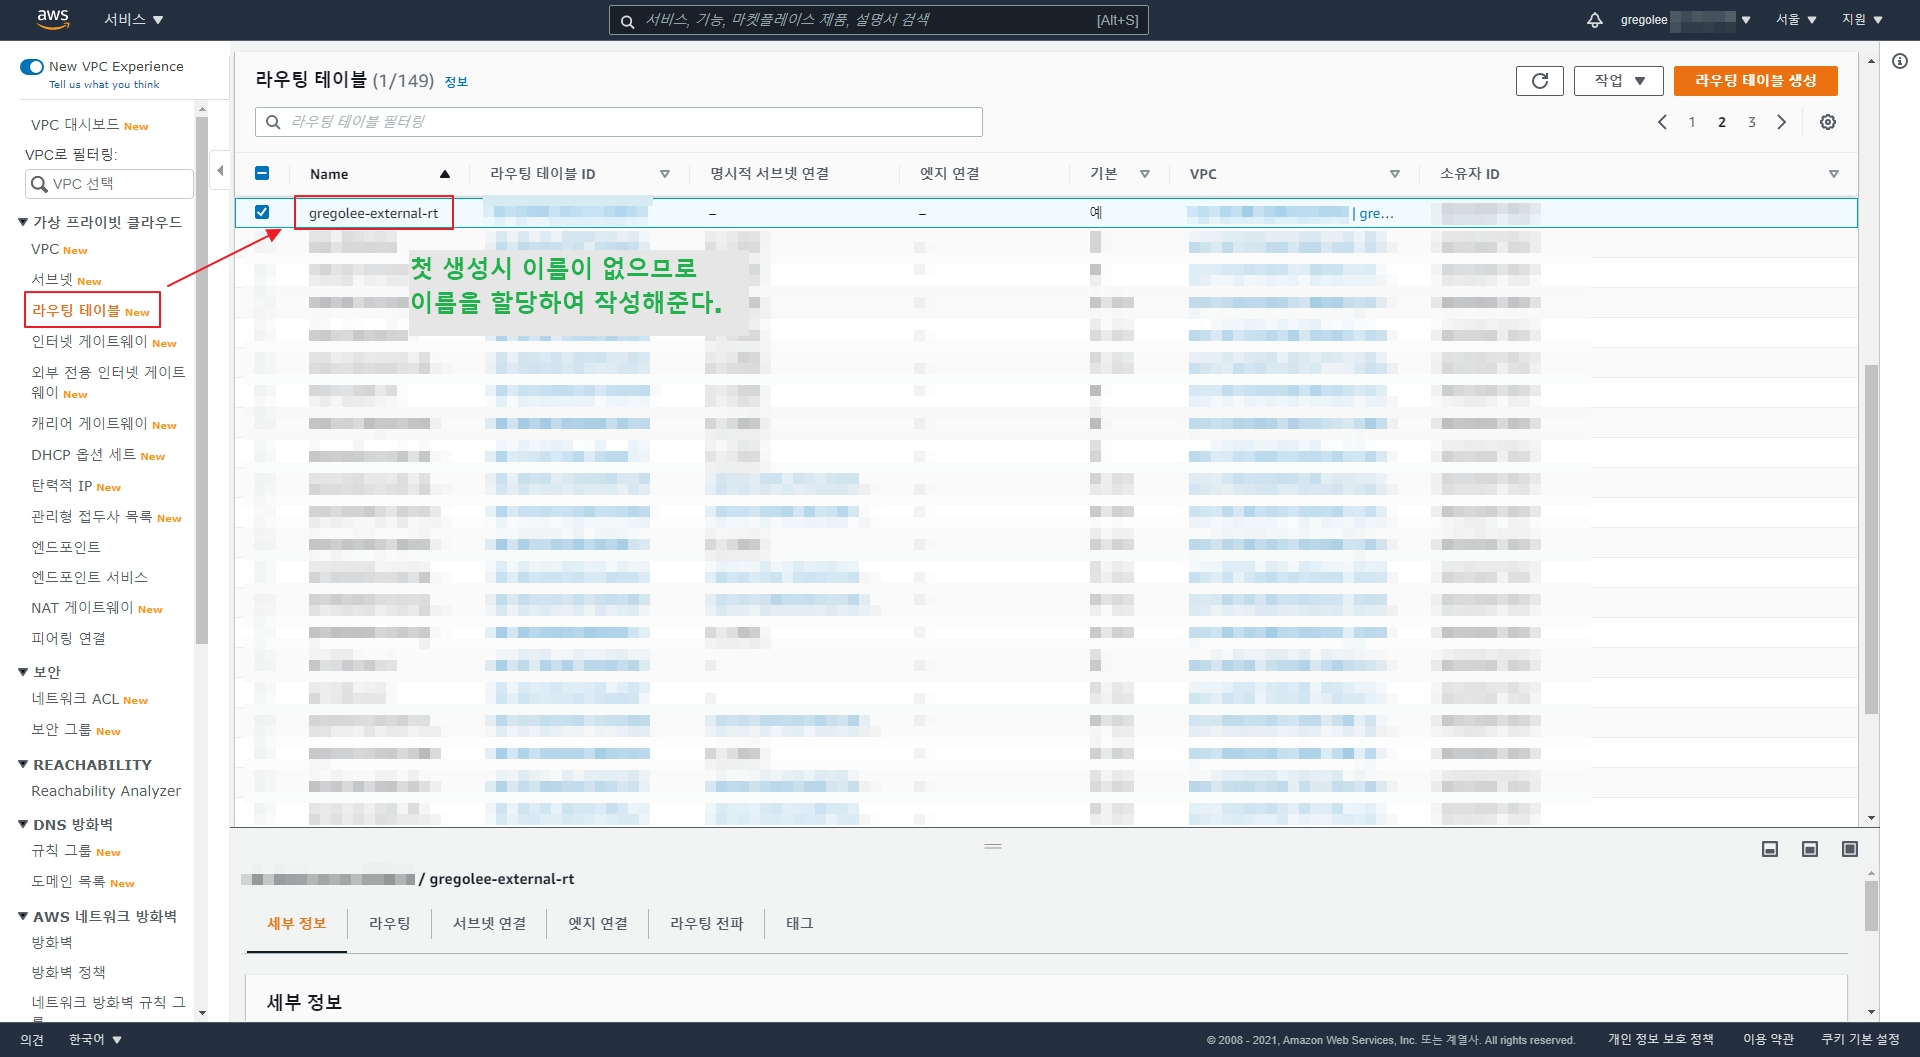 aws 서비스 서비스, 기능, 마켓플레이스 제품, 설명서 검색 [Alt+S] gregolee 서울 지원
New VPC Experience
Tell us what you think
VPC 대시보드 New
VPC로 필터링:
VPC 선택
가상 프라이빗 클라우드
VPC New
서브넷 New
라우팅 테이블 New
인터넷 게이트웨이 New
외부 전용 인터넷 게이트
웨이 New
캐리어 게이트웨이 New
DHCP 옵션 세트 New
탄력적 IP New
관리형 접두사 목록 New
엔드포인트
엔드포인트 서비스
NAT 게이트웨이 New
피어링 연결
보안
네트워크 ACL New
보안 그룹 New
REACHABILITY
Reachability Analyzer
DNS 방화벽
규칙 그룹 New
도메인 목록 New
AWS 네트워크 방화벽
방화벽
방화벽 정책
네트워크 방화벽 규칙 그
라우팅 테이블 (1/149) 정보
작업 라우팅 테이블 생성
라우팅 테이블 필터링
1 2 3
Name 라우팅 테이블 ID 명시적 서브넷 연결 엣지 연결 기본 VPC 소유자 ID
gregolee-external-rt – – 예 | gre...
첫 생성시 이름이 없으므로
이름을 할당하여 작성해준다.
/ gregolee-external-rt
세부 정보 라우팅 서브넷 연결 엣지 연결 라우팅 전파 태그
세부 정보
의견 한국어 © 2008 - 2021, Amazon Web Services, Inc. 또는 계열사. All rights reserved. 개인 정보 보호 정책 이용 약관 쿠키 기본 설정